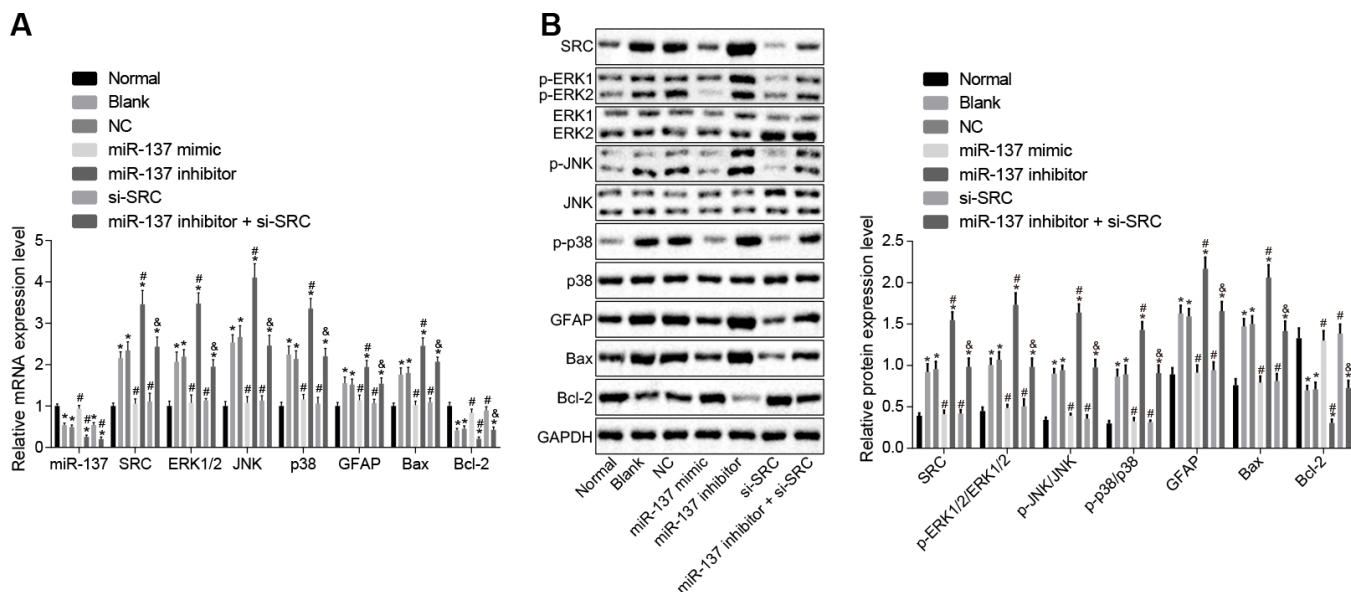 A
Normal
Blank
NC
miR-137 mimic
miR-137 inhibitor
si-SRC
miR-137 inhibitor + si-SRC
Relative mRNA expression level
5
4
3
2
1
0
miR-137 SRC ERK1/2 JNK p38 GFAP Bax Bcl-2
B
SRC
p-ERK1
p-ERK2
ERK1
ERK2
p-JNK
JNK
p-p38
p38
GFAP
Bax
Bcl-2
GAPDH
Normal
Blank
NC
miR-137 mimic
miR-137 inhibitor
si-SRC
miR-137 inhibitor + si-SRC
Normal
Blank
NC
miR-137 mimic
miR-137 inhibitor
si-SRC
miR-137 inhibitor + si-SRC
Relative protein expression level
2.5
2.0
1.5
1.0
0.5
0.0
SRC
p-ERK1/2/ERK1/2
p-JNK/JNK
p-p38/p38
GFAP
Bax
Bcl-2